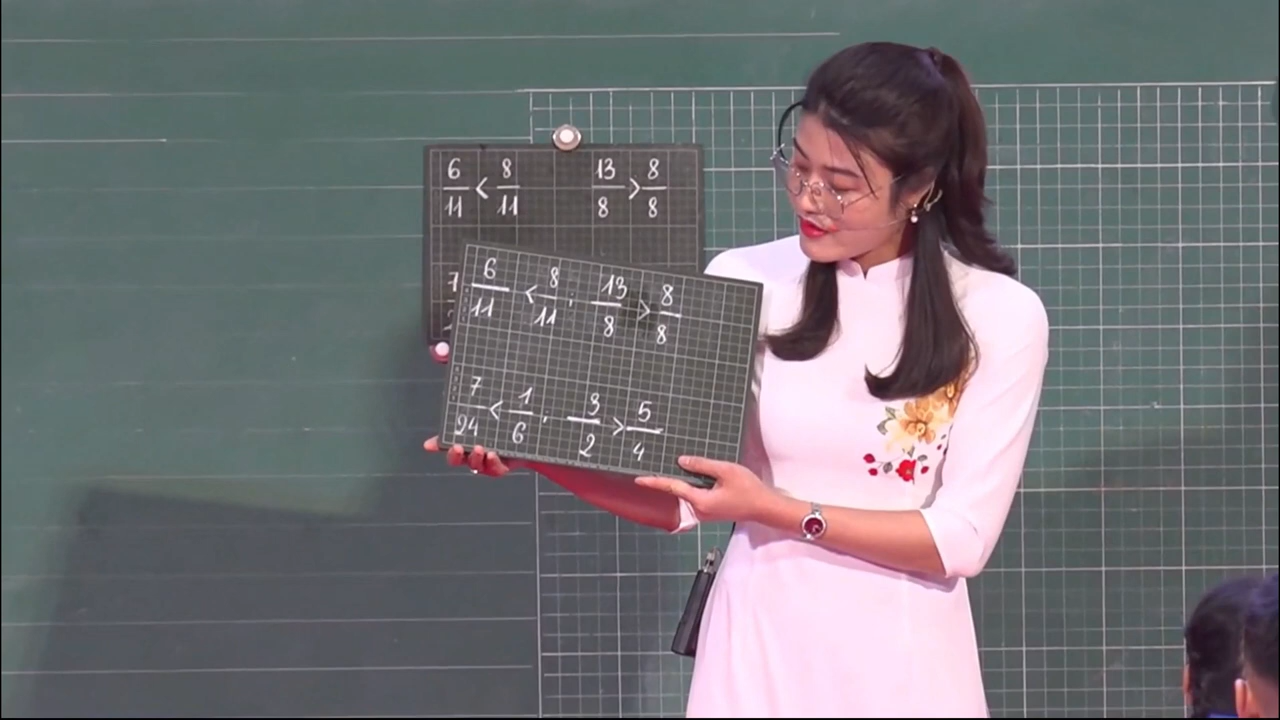 6/11 < 8/11    13/8 > 8/8
6/11 < 8/11 . 13/8 > 8/8
7/24 < 1/6 . 3/2 > 5/4